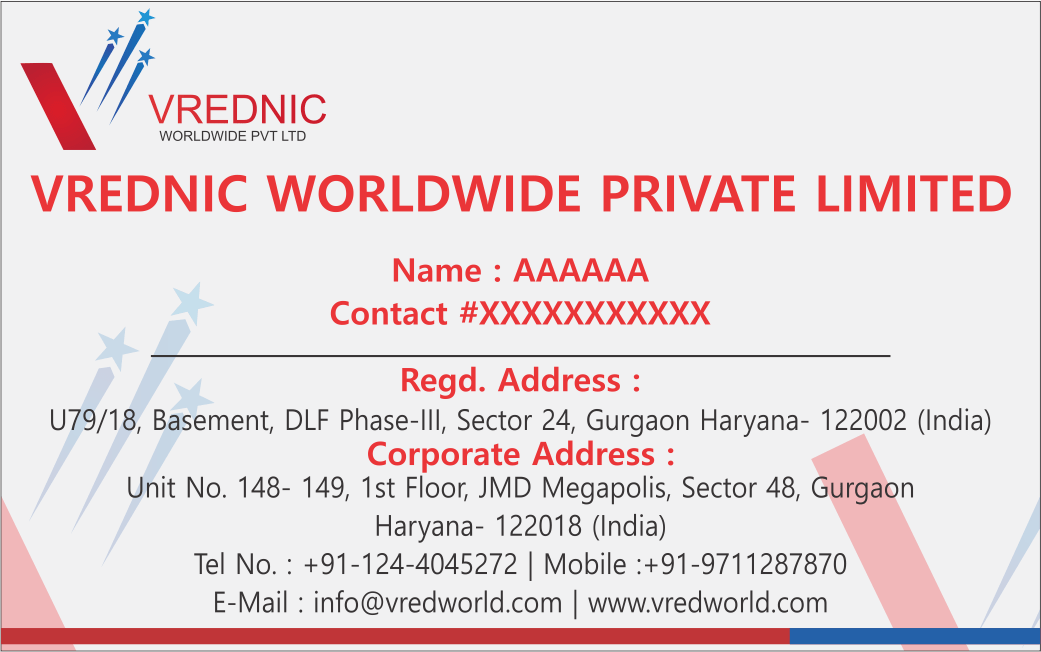 VREDNIC
WORLDWIDE PVT LTD
VREDNIC WORLDWIDE PRIVATE LIMITED
Name : AAAAAA
Contact #XXXXXXXXXXX
Regd. Address :
U79/18, Basement, DLF Phase-III, Sector 24, Gurgaon Haryana- 122002 (India)
Corporate Address :
Unit No. 148- 149, 1st Floor, JMD Megapolis, Sector 48, Gurgaon
Haryana- 122018 (India)
Tel No. : +91-124-4045272 | Mobile :+91-9711287870
E-Mail : info@vredworld.com | www.vredworld.com